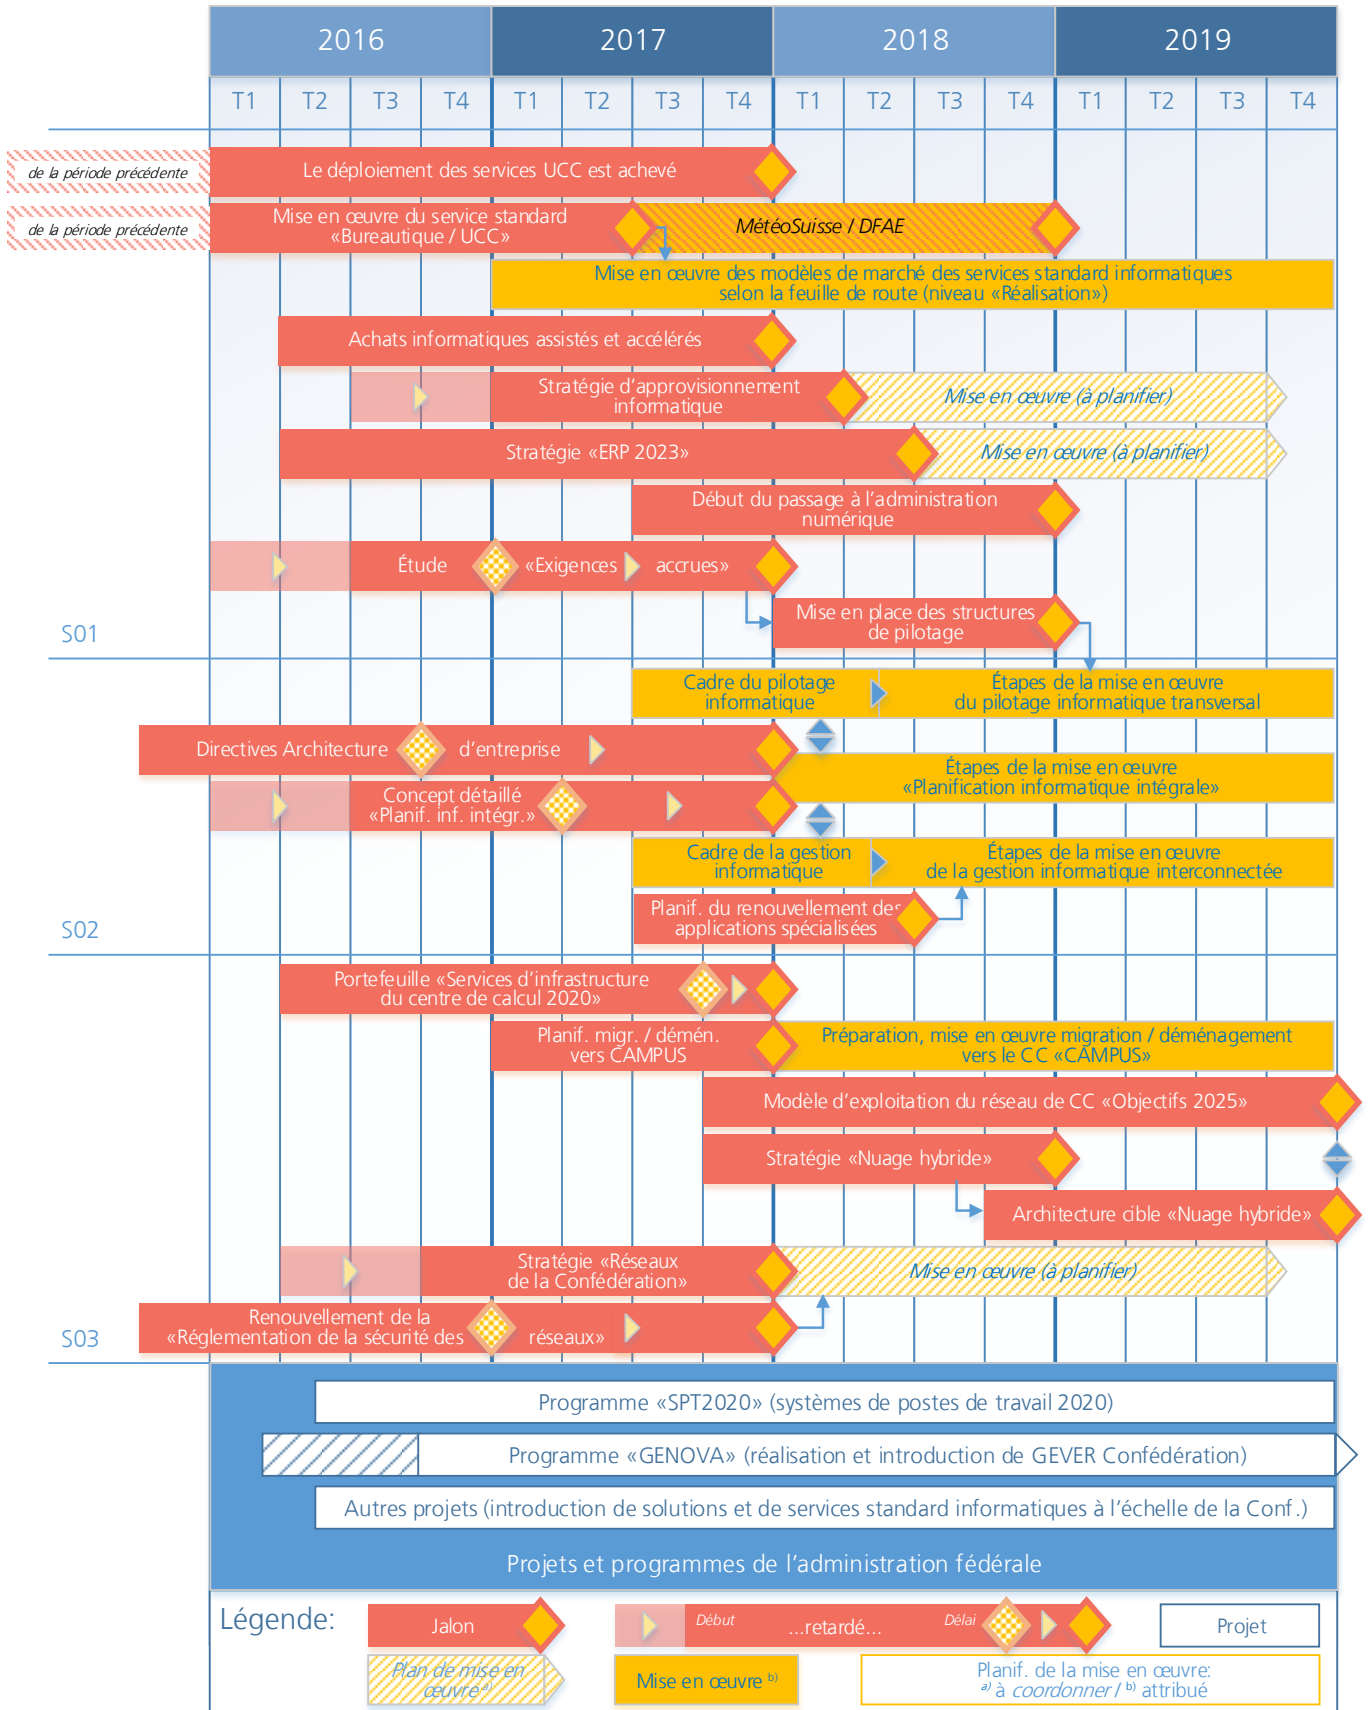 2016 2017 2018 2019
T1 T2 T3 T4 T1 T2 T3 T4 T1 T2 T3 T4 T1 T2 T3 T4
de la période précédente
Le déploiement des services UCC est achevé
de la période précédente
Mise en œuvre du service standard
«Bureautique / UCC»
MétéoSuisse / DFAE
Mise en œuvre des modèles de marché des services standard informatiques
selon la feuille de route (niveau «Réalisation»)
Achats informatiques assistés et accélérés
Stratégie d'approvisionnement
informatique
Mise en œuvre (à planifier)
Stratégie «ERP 2023»
Mise en œuvre (à planifier)
Début du passage à l'administration
numérique
Étude «Exigences accrues»
Mise en place des structures
de pilotage
S01
Cadre du pilotage
informatique
Étapes de la mise en œuvre
du pilotage informatique transversal
Directives Architecture d'entreprise
Étapes de la mise en œuvre
«Planification informatique intégrale»
Concept détaillé
«Planif. inf. intégr.»
Cadre de la gestion
informatique
Étapes de la mise en œuvre
de la gestion informatique interconnectée
Planif. du renouvellement des
applications spécialisées
S02
Portefeuille «Services d'infrastructure
du centre de calcul 2020»
Planif. migr. / démén.
vers CAMPUS
Préparation, mise en œuvre migration / déménagement
vers le CC «CAMPUS»
Modèle d'exploitation du réseau de CC «Objectifs 2025»
Stratégie «Nuage hybride»
Architecture cible «Nuage hybride»
Stratégie «Réseaux
de la Confédération»
Mise en œuvre (à planifier)
Renouvellement de la
«Réglementation de la sécurité des réseaux»
S03
Programme «SPT2020» (systèmes de postes de travail 2020)
Programme «GENOVA» (réalisation et introduction de GEVER Confédération)
Autres projets (introduction de solutions et de services standard informatiques à l'échelle de la Conf.)
Projets et programmes de l'administration fédérale
Légende:
Jalon
Début ...retardé... Délai
Projet
Plan de mise en
œuvre a)
Mise en œuvre b)
Planif. de la mise en œuvre:
a) à coordonner / b) attribué